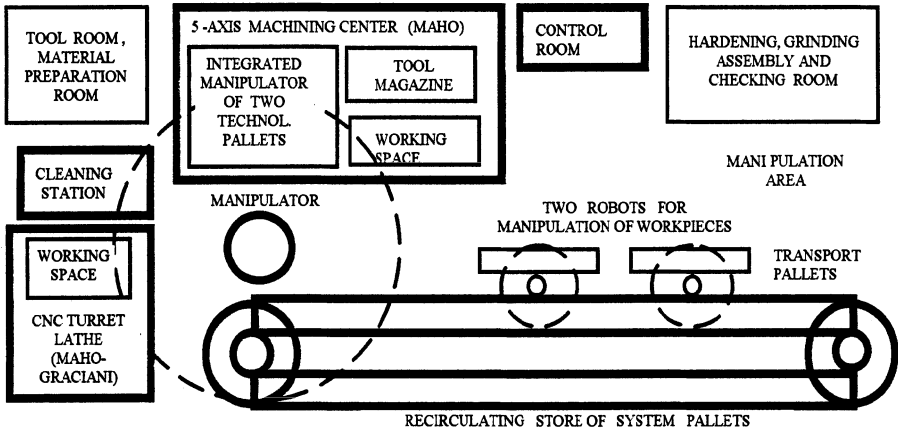 TOOL ROOM,
MATERIAL
PREPARATION
ROOM
5-AXIS MACHINING CENTER (MAHO)
INTEGRATED
MANIPULATOR
OF TWO
TECHNOL.
PALLETS
TOOL
MAGAZINE
WORKING
SPACE
CONTROL
ROOM
HARDENING, GRINDING
ASSEMBLY AND
CHECKING ROOM
CLEANING
STATION
MANIPULATOR
MANIPULATION
AREA
TWO ROBOTS FOR
MANIPULATION OF WORKPIECES
WORKING
SPACE
TRANSPORT
PALLETS
CNC TURRET
LATHE
(MAHO-
GRACIANI)
RECIRCULATING STORE OF SYSTEM PALLETS